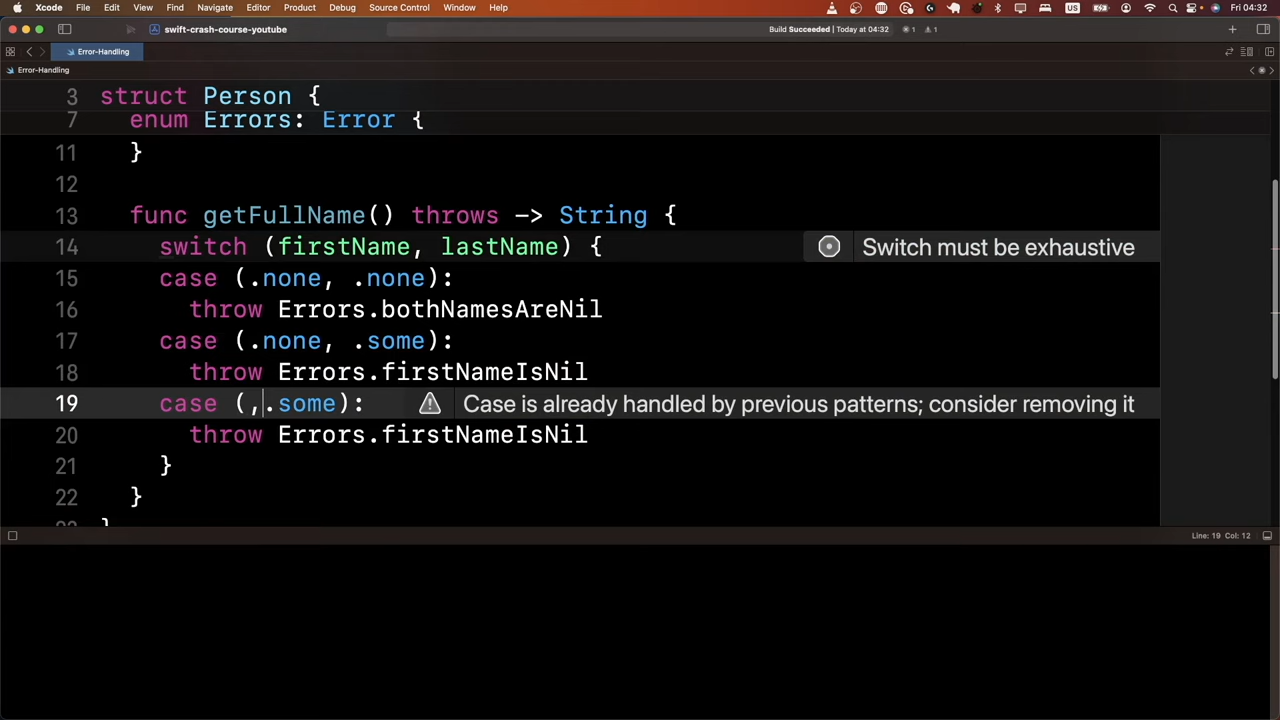 Xcode File Edit View Find Navigate Editor Product Debug Source Control Window Help Fri 04:32
swift-crash-course-youtube Build Succeeded | Today at 04:32 1 1
Error-Handling
Error-Handling
3 struct Person {
7 enum Errors: Error {
11 }
12
13 func getFullName() throws -> String {
14 switch (firstName, lastName) { Switch must be exhaustive
15 case (.none, .none):
16 throw Errors.bothNamesAreNil
17 case (.none, .some):
18 throw Errors.firstNameIsNil
19 case (,.some): Case is already handled by previous patterns; consider removing it
20 throw Errors.firstNameIsNil
21 }
22 }
}
Line: 19 Col: 12